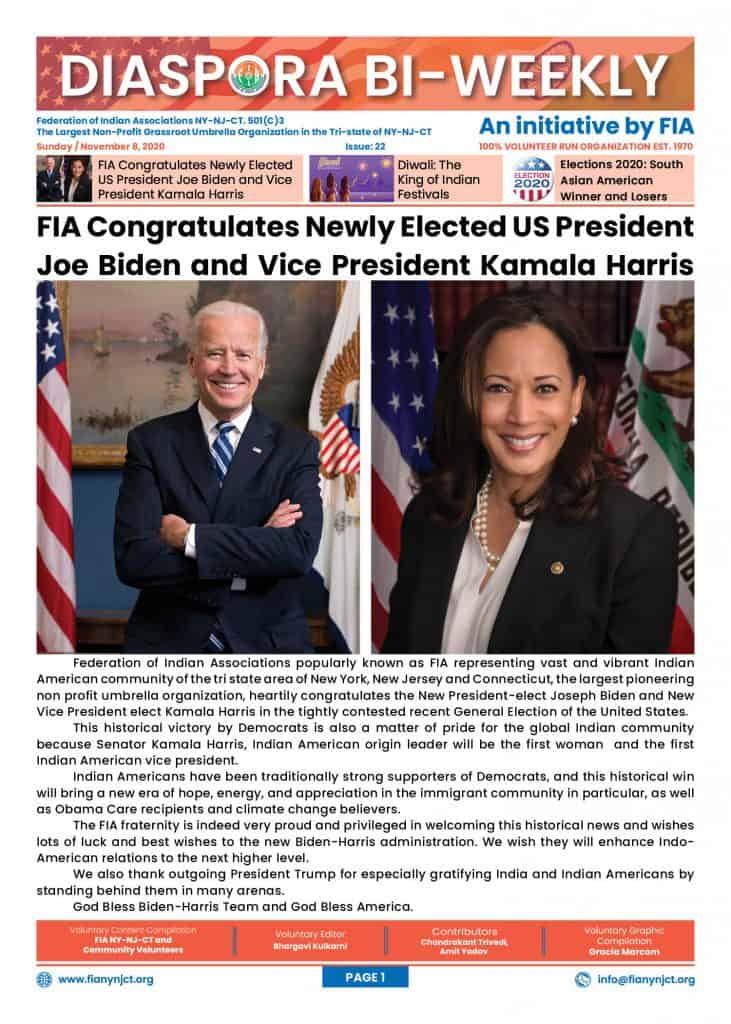 DIASPORA BI-WEEKLY
Federation of Indian Associations NY-NJ-CT. 501(C)3
The Largest Non-Profit Grassroot Umbrella Organization in the Tri-state of NY-NJ-CT
An initiative by FIA
Sunday / November 8, 2020
Issue: 22
100% VOLUNTEER RUN ORGANIZATION EST. 1970
FIA Congratulates Newly Elected
US President Joe Biden and Vice
President Kamala Harris
Diwali: The
King of Indian
Festivals
ELECTION
2020
Elections 2020: South
Asian American
Winner and Losers
FIA Congratulates Newly Elected US President
Joe Biden and Vice President Kamala Harris
Federation of Indian Associations popularly known as FIA representing vast and vibrant Indian
American community of the tri state area of New York, New Jersey and Connecticut, the largest pioneering
non profit umbrella organization, heartily congratulates the New President-elect Joseph Biden and New
Vice President elect Kamala Harris in the tightly contested recent General Election of the United States.
This historical victory by Democrats is also a matter of pride for the global Indian community
because Senator Kamala Harris, Indian American origin leader will be the first woman and the first
Indian American vice president.
Indian Americans have been traditionally strong supporters of Democrats, and this historical win
will bring a new era of hope, energy, and appreciation in the immigrant community in particular, as well
as Obama Care recipients and climate change believers.
The FIA fraternity is indeed very proud and privileged in welcoming this historical news and wishes
lots of luck and best wishes to the new Biden-Harris administration. We wish they will enhance Indo-
American relations to the next higher level.
We also thank outgoing President Trump for especially gratifying India and Indian Americans by
standing behind them in many arenas.
God Bless Biden-Harris Team and God Bless America.
Voluntary Content Compilation
FIA NY-NJ-CT and
Community Volunteers
Voluntary Editor:
Bhargavi Kulkarni
Contributors
Chandrakant Trivedi,
Amit Yadav
Voluntary Graphic
Compilation
Gracia Marcom
www.fianynjct.org
PAGE 1
info@fianynjct.org